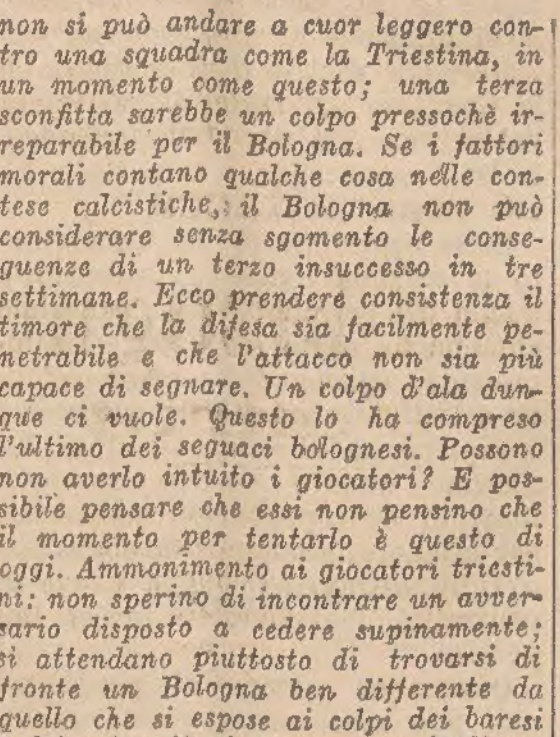 non si può andare a cuor leggero con-
tro una squadra come la Triestina, in
un momento come questo; una terza
sconfitta sarebbe un colpo pressochè ir-
reparabile per il Bologna. Se i fattori
morali contano qualche cosa nelle con-
tese calcistiche, il Bologna non può
considerare senza sgomento le conse-
guenze di un terzo insuccesso in tre
settimane. Ecco prendere consistenza il
timore che la difesa sia facilmente pe-
netrabile e che l'attacco non sia più
capace di segnare. Un colpo d'ala dun-
que ci vuole. Questo lo ha compreso
l'ultimo dei seguaci bolognesi. Possono
non averlo intuito i giocatori? E pos-
sibile pensare che essi non pensino che
il momento per tentarlo è questo di
oggi. Ammonimento ai giocatori triesti-
ni: non sperino di incontrare un avver-
sario disposto a cedere supinamente;
si attendano piuttosto di trovarsi di
fronte un Bologna ben differente da
quello che si espose ai colpi dei baresi